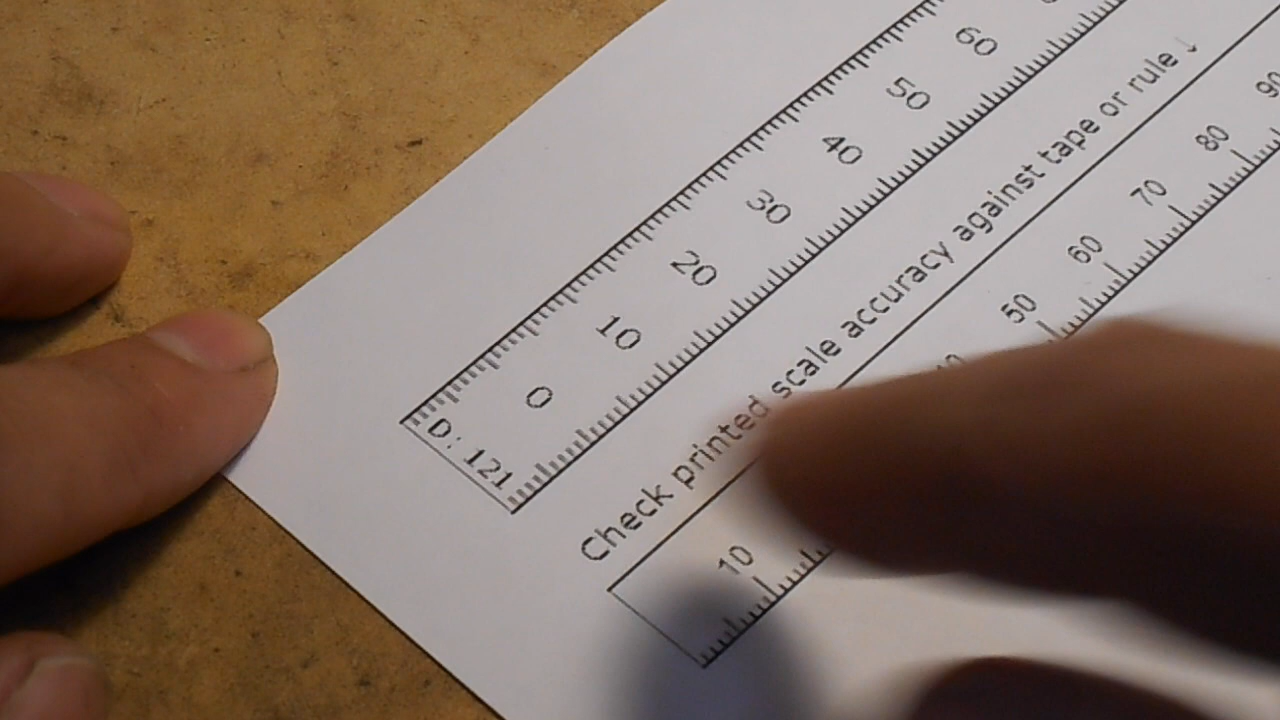 D: 121 0 10 20 30 40 50 60
Check printed scale accuracy against tape or rule ↓
10 50 60 70 80 90